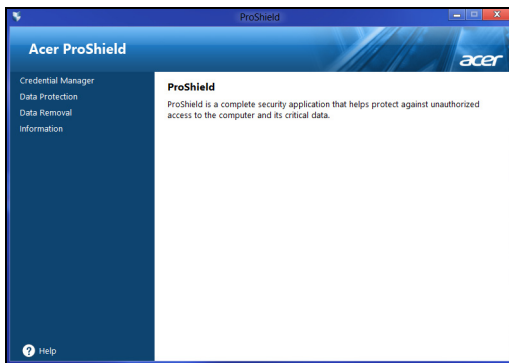 ProShield
Acer ProShield
acer
Credential Manager
Data Protection
Data Removal
Information
ProShield
ProShield is a complete security application that helps protect against unauthorized
access to the computer and its critical data.
? Help